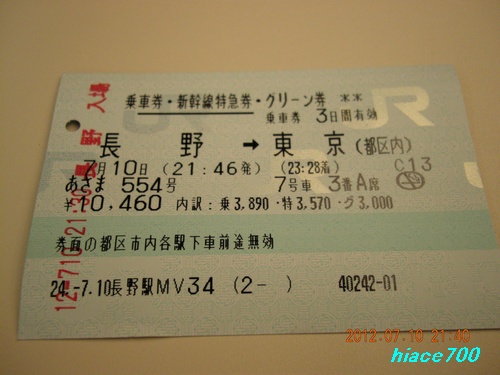 乗車券・新幹線特急券・グリーン券 **
乗車券 3日間有効
JR
長野 → 東京(都区内)
7月10日(21:46発) (23:28着) C13
あさま 554号 7号車 3番A席
¥10,460 内訳:乗3,890・特3,570・グ3,000
券面の都区市内各駅下車前途無効
24.-7.10長野駅MV34 (2- ) 40242-01
長野 入場
2012.07.10 21:40
hiace700